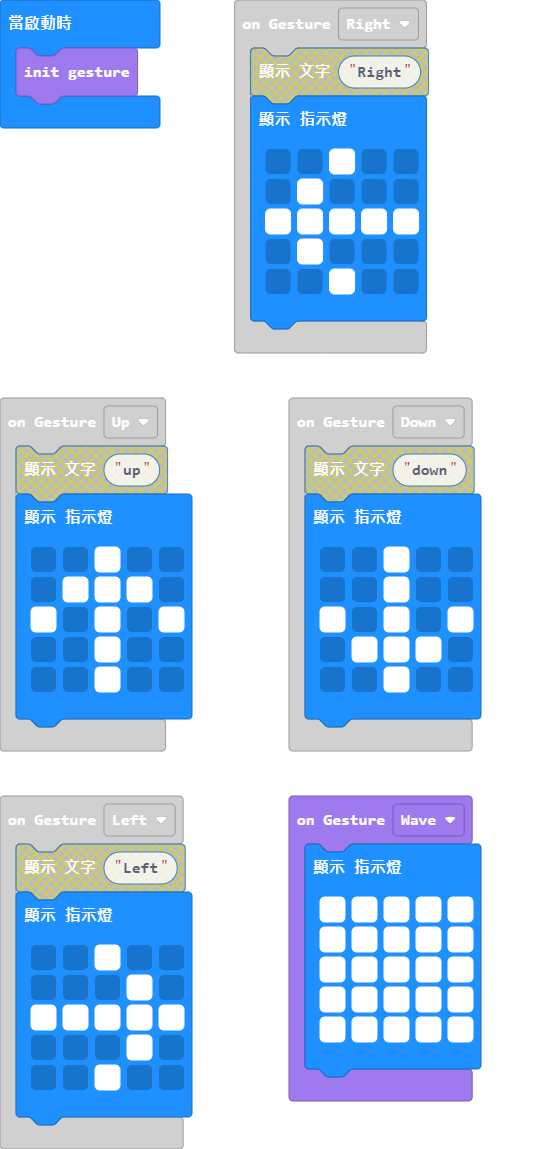 當啟動時
init gesture
on Gesture Right
顯示 文字 "Right"
顯示 指示燈
on Gesture Up
顯示 文字 "up"
顯示 指示燈
on Gesture Down
顯示 文字 "down"
顯示 指示燈
on Gesture Left
顯示 文字 "Left"
顯示 指示燈
on Gesture Wave
顯示 指示燈